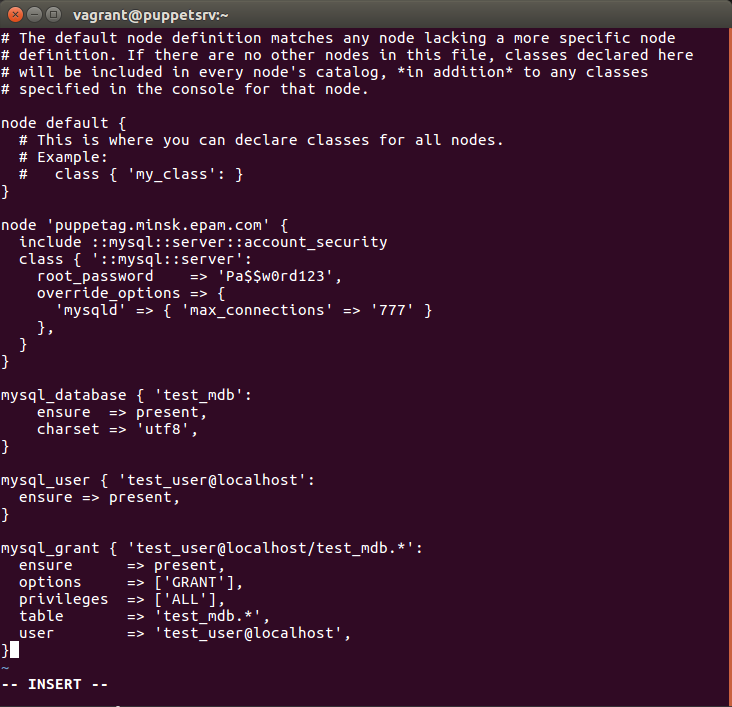 vagrant@puppetsrv:~
# The default node definition matches any node lacking a more specific node
# definition. If there are no other nodes in this file, classes declared here
# will be included in every node's catalog, *in addition* to any classes
# specified in the console for that node.

node default {
  # This is where you can declare classes for all nodes.
  # Example:
  #   class { 'my_class': }
}

node 'puppetag.minsk.epam.com' {
  include ::mysql::server::account_security
  class { '::mysql::server':
    root_password    => 'Pa$$w0rd123',
    override_options => {
      'mysqld' => { 'max_connections' => '777' }
    },
  }
}

mysql_database { 'test_mdb':
    ensure  => present,
    charset => 'utf8',
}

mysql_user { 'test_user@localhost':
  ensure => present,
}

mysql_grant { 'test_user@localhost/test_mdb.*':
  ensure      => present,
  options     => ['GRANT'],
  privileges  => ['ALL'],
  table       => 'test_mdb.*',
  user        => 'test_user@localhost',
}
~
-- INSERT --